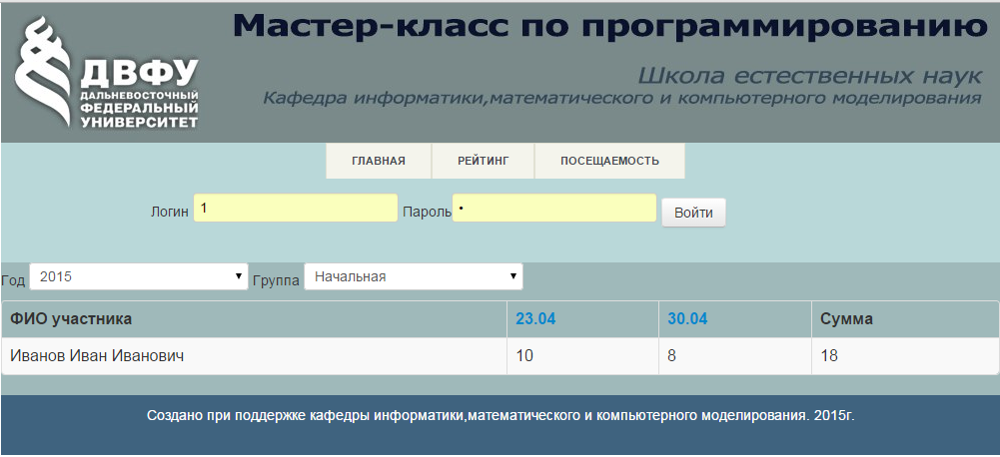 Мастер-класс по программированию
ДВФУ
ДАЛЬНЕВОСТОЧНЫЙ
ФЕДЕРАЛЬНЫЙ
УНИВЕРСИТЕТ
Школа естественных наук
Кафедра информатики,математического и компьютерного моделирования
ГЛАВНАЯ РЕЙТИНГ ПОСЕЩАЕМОСТЬ
Логин 1 Пароль • Войти
Год 2015 Группа Начальная
ФИО участника 23.04 30.04 Сумма
Иванов Иван Иванович 10 8 18
Создано при поддержке кафедры информатики,математического и компьютерного моделирования. 2015г.